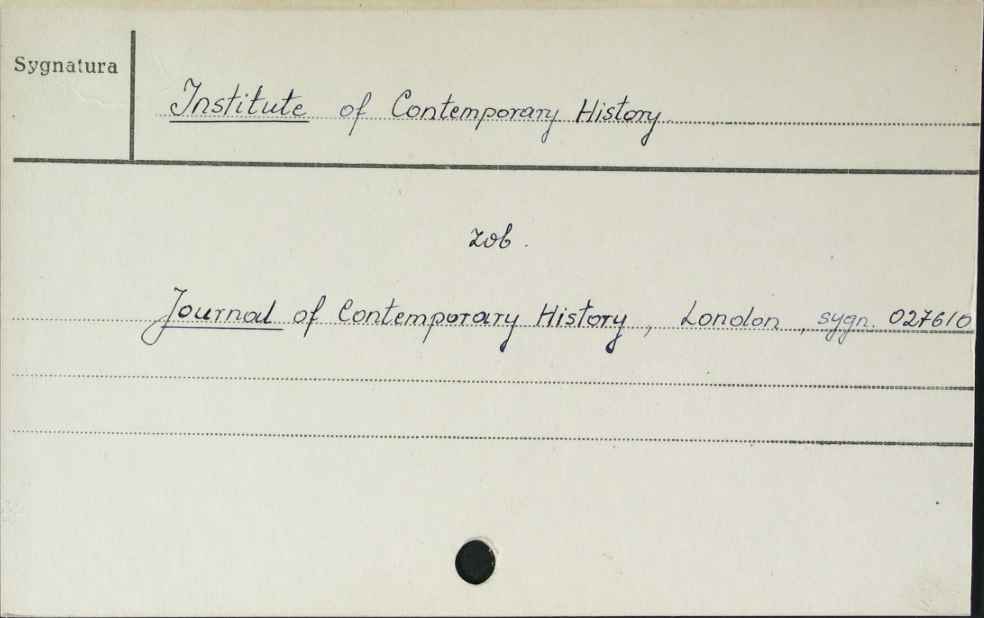 Sygnatura
Institute of Contemporary History
zob.
Journal of Contemporary History, London, sygn. 027610